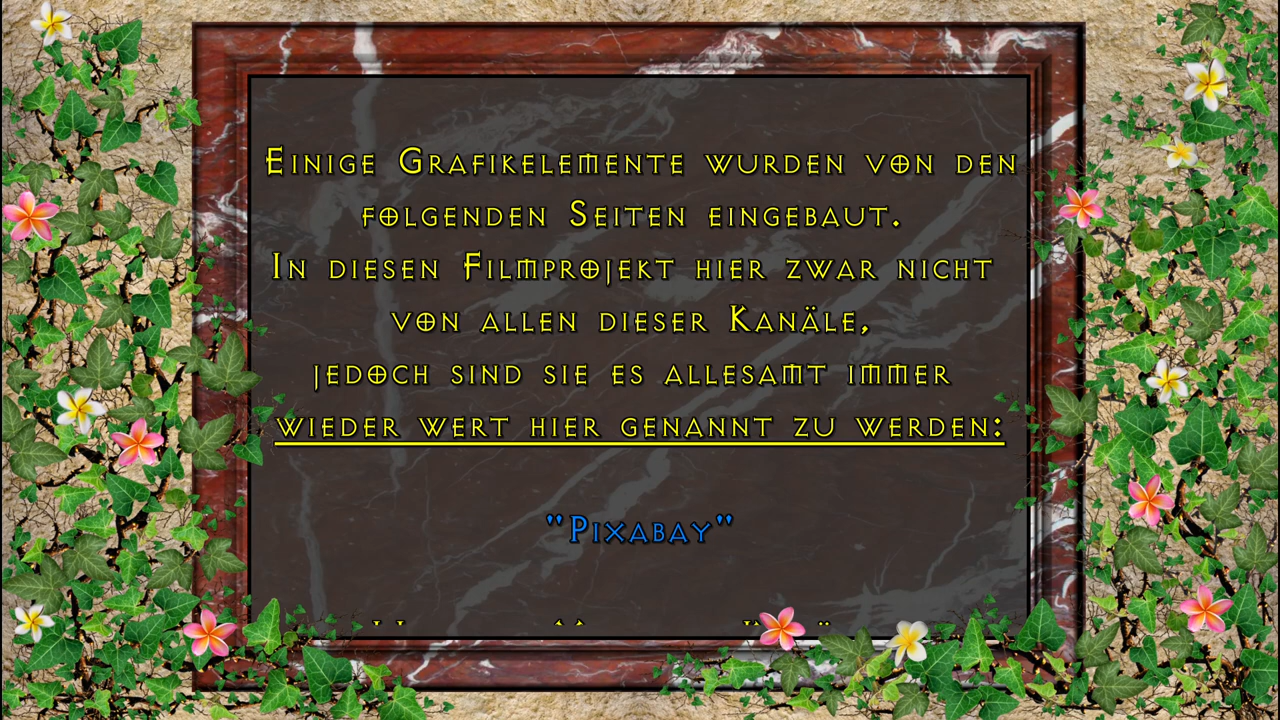 Einige Grafikelemente wurden von den
folgenden Seiten eingebaut.
In diesen Filmprojekt hier zwar nicht
von allen dieser Kanäle,
jedoch sind sie es allesamt immer
wieder wert hier genannt zu werden:
"Pixabay"